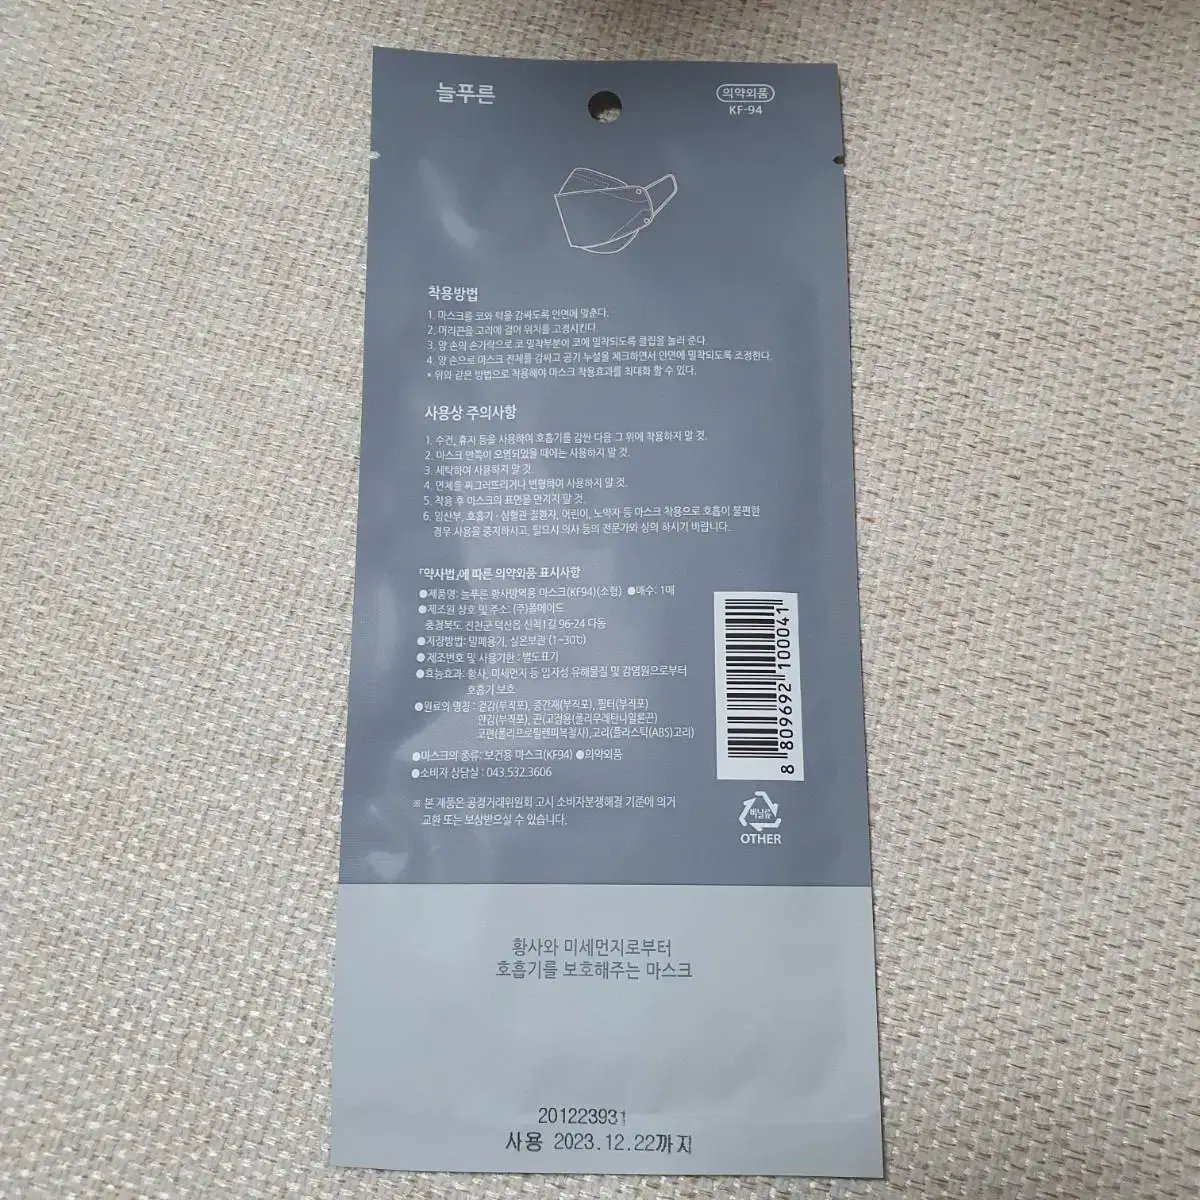 늘푸른
의약외품
KF-94
착용방법
1. 마스크를 코와 턱을 감싸도록 안면에 맞춘다.
2. 머리끈을 고리에 걸어 위치를 고정시킨다.
3. 양 손의 손가락으로 코 밀착부분이 코에 밀착되도록 클립을 눌러 준다.
4. 양 손으로 마스크 전체를 감싸고 공기 누설을 체크하면서 안면에 밀착되도록 조정한다.
* 위와 같은 방법으로 착용해야 마스크 착용효과를 최대화 할 수 있다.
사용상 주의사항
1. 수건, 휴지 등을 사용하여 호흡기를 감싼 다음 그 위에 착용하지 말 것.
2. 마스크 안쪽이 오염되었을 때에는 사용하지 말 것.
3. 세탁하여 사용하지 말 것.
4. 면체를 찌그러뜨리거나 변형하여 사용하지 말 것.
5. 착용 후 마스크의 표면을 만지지 말 것.
6. 임산부, 호흡기·심혈관 질환자, 어린이, 노약자 등 마스크 착용으로 호흡이 불편한
경우 사용을 중지하시고, 필요시 의사 등의 전문가와 상의 하시기 바랍니다.
「약사법」에 따른 의약외품 표시사항
●제품명: 늘푸른 황사방역용 마스크(KF94)(소형) ●매수: 1매
●제조원 상호 및 주소: (주)폴메이드
충청북도 진천군 덕산읍 신척1길 96-24 다동
●저장방법: 밀폐용기, 실온보관 (1~30℃)
●제조번호 및 사용기한 : 별도표기
●효능효과: 황사, 미세먼지 등 입자성 유해물질 및 감염원으로부터
호흡기 보호
●원료의 명칭 : 겉감(부직포), 중간재(부직포), 필터(부직포)
안감(부직포), 끈(고정용(폴리우레탄나일론끈)
코편(폴리프로필렌피복철사),고리(플라스틱(ABS)고리)
●마스크의 종류: 보건용 마스크(KF94) ●의약외품
●소비자 상담실 : 043.532.3606
※ 본 제품은 공정거래위원회 고시 소비자분쟁해결 기준에 의거
교환 또는 보상받으실 수 있습니다.
8 809692 100041
비닐류
OTHER
황사와 미세먼지로부터
호흡기를 보호해주는 마스크
201223931
사용 2023.12.22까지